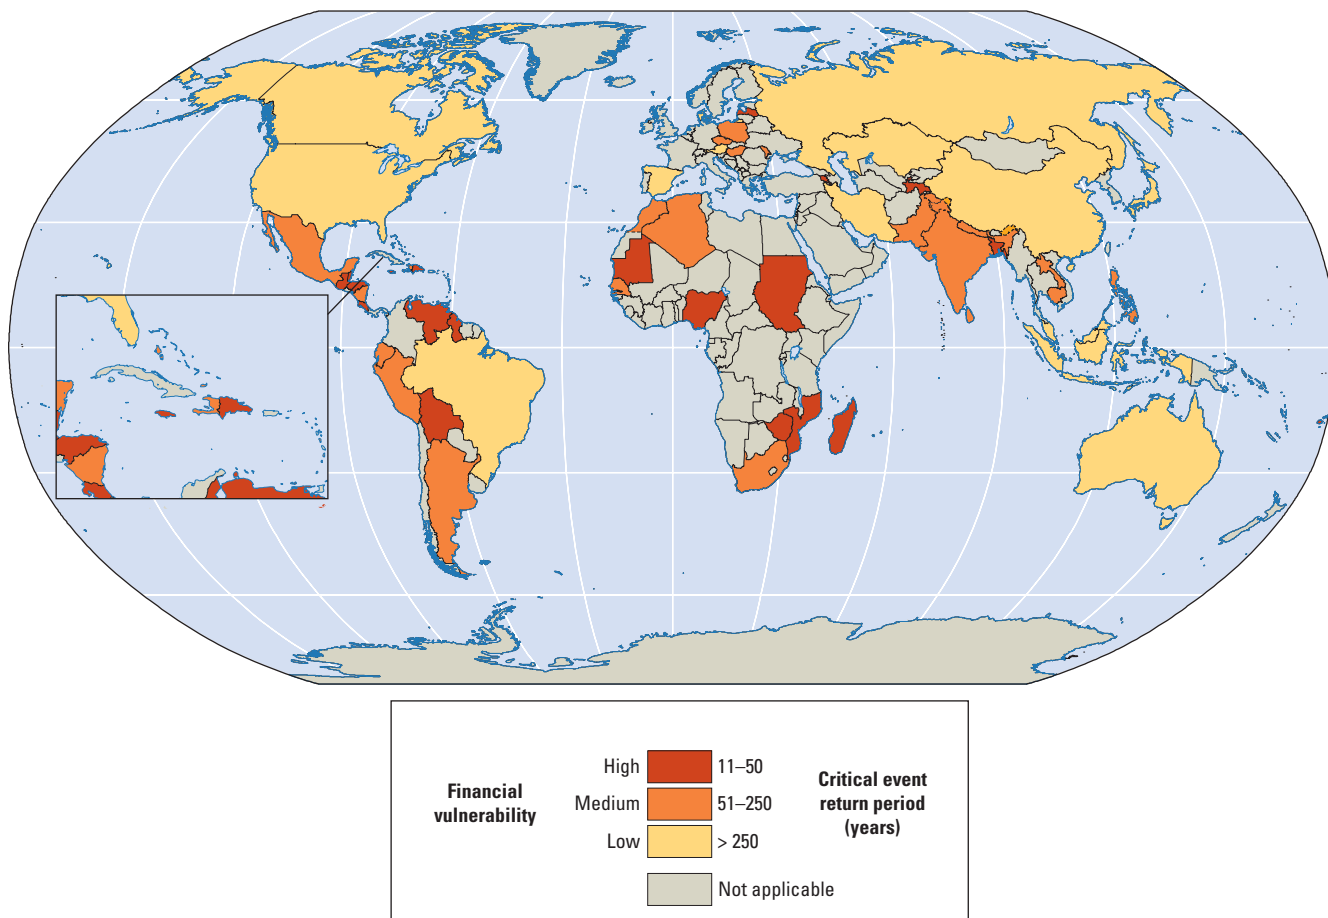 Financial
vulnerability
High 11–50
Medium 51–250
Low > 250
Not applicable
Critical event
return period
(years)